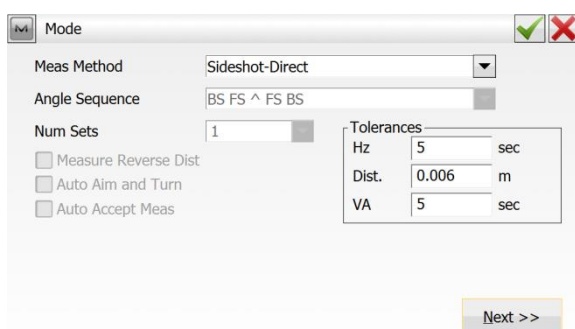 Mode
Meas Method Sideshot-Direct
Angle Sequence BS FS ^ FS BS
Num Sets 1
Tolerances
Hz 5 sec
Measure Reverse Dist
Dist. 0.006 m
Auto Aim and Turn
VA 5 sec
Auto Accept Meas
Next >>